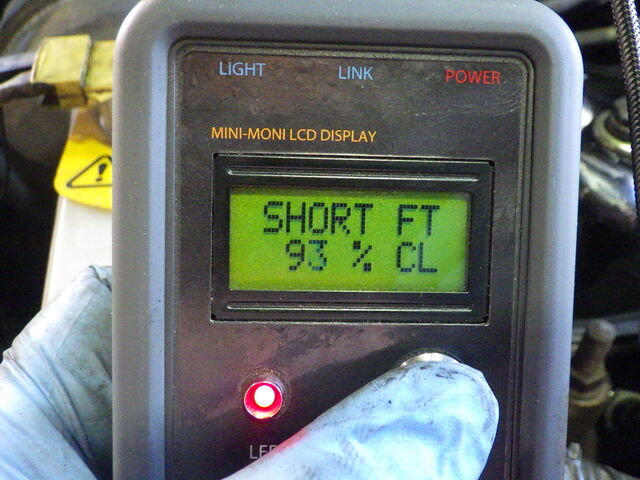 LIGHT LINK POWER
MINI-MONI LCD DISPLAY
SHORT FT
93 % CL